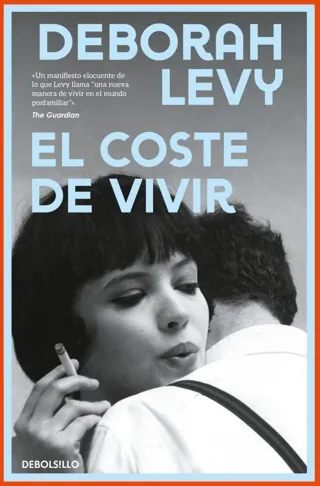 DEBORAH
LEVY
«Un manifiesto elocuente de
lo que Levy llama “una nueva
manera de vivir en el mundo
posfamiliar”».
The Guardian
EL COSTE
DE VIVIR
DEBOLSILLO